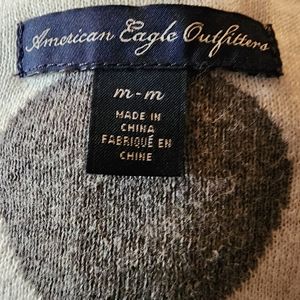 American Eagle Outfitters
m-m
MADE IN
CHINA
FABRIQUÉ EN
CHINE